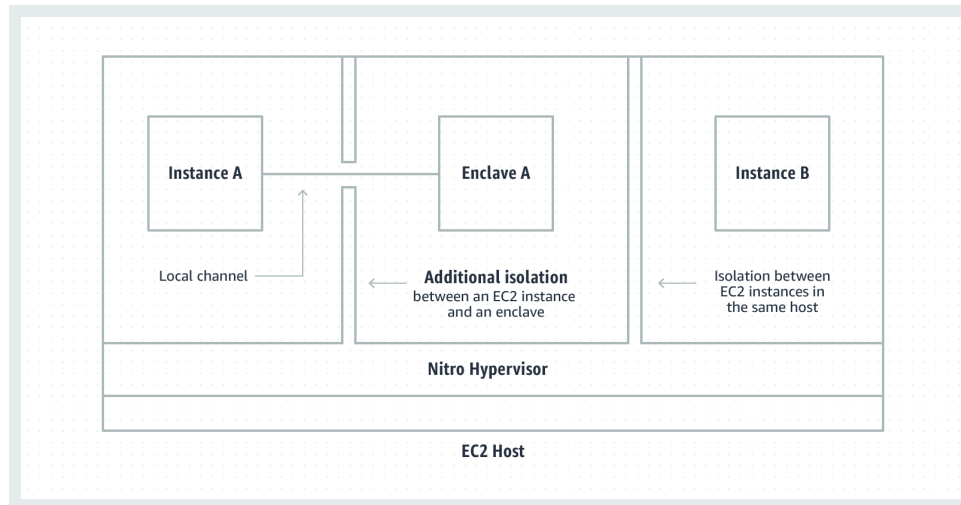 Instance A
Enclave A
Instance B
Local channel
Additional isolation
between an EC2 instance
and an enclave
Isolation between
EC2 instances in
the same host
Nitro Hypervisor
EC2 Host